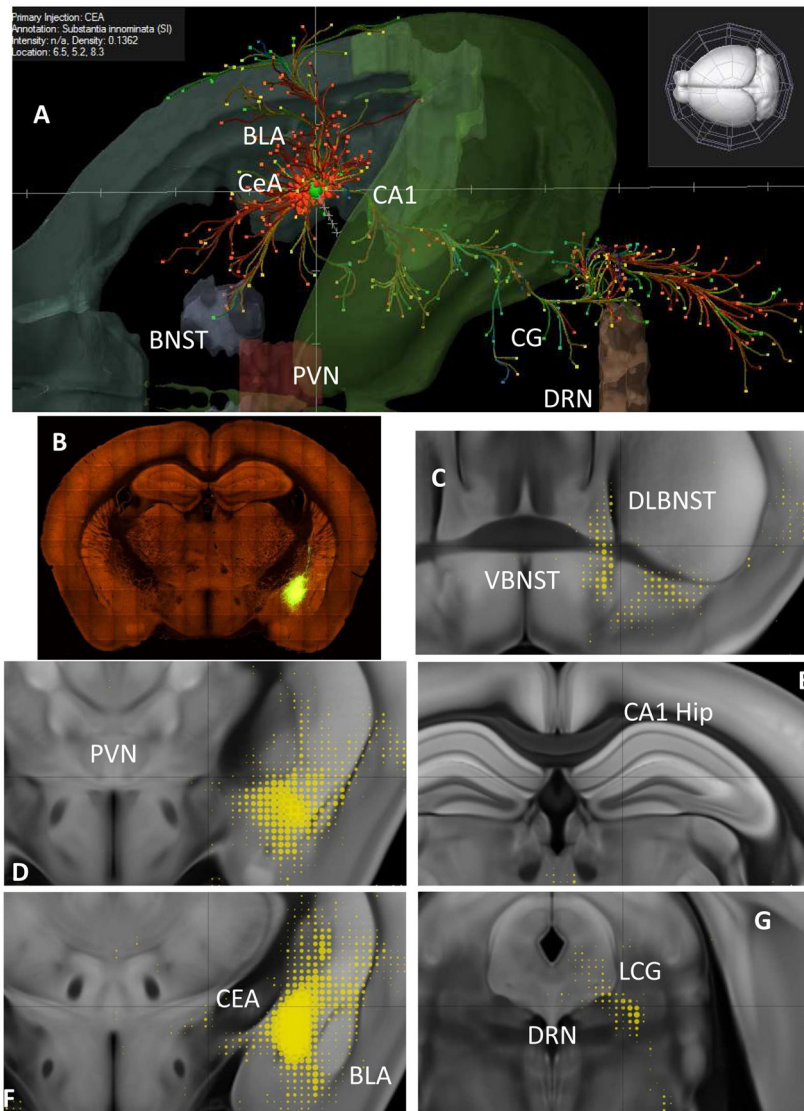 Primary Injection: CEA
Annotation: Substantia innominata (SI)
Intensity: n/a, Density: 0.1362
Location: 6.5, 5.2, 8.3
A
BLA
CeA
CA1
BNST
CG
PVN
DRN
B
C
DLBNST
VBNST
E
CA1 Hip
PVN
D
G
LCG
CEA
DRN
BLA
F